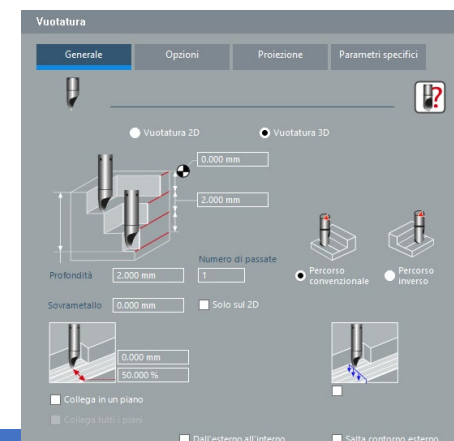 Vuotatura
Generale Opzioni Proiezione Parametri specifici
?
Vuotatura 2D Vuotatura 3D
0.000 mm
2.000 mm
Numero di passate
Profondità 2.000 mm 1 Percorso convenzionale Percorso inverso
Sovrametallo 0.000 mm Solo sul 2D
0.000 mm
50.000 %
Collega in un piano
Collega tutti i piani
Dall'esterno all'interno Salta contorno esterno